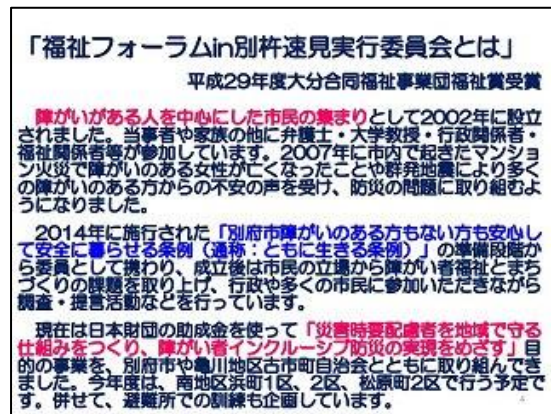 「福祉フォーラムin別杵速見実行委員会とは」
平成29年度大分合同福祉事業団福祉賞受賞
障がいがある人を中心にした市民の集まりとして2002年に設立
されました。当事者や家族の他に弁護士・大学教授・行政関係者・
福祉関係者等が参加しています。2007年に市内で起きたマンショ
ン火災で障がいのある女性が亡くなったことや群発地震により多く
の障がいのある方からの不安の声を受け、防災の問題に取り組むよ
うになりました。
2014年に施行された「別府市障がいのある方もない方も安心し
て安全に暮らせる条例（通称：ともに生きる条例）」の準備段階か
ら委員として携わり、成立後は市民の立場から障がい者福祉とまち
づくりの課題を取り上げ、行政や多くの市民に参加いただきながら
調査・提言活動などを行っています。
現在は日本財団の助成金を使って「災害時要配慮者を地域で守る
仕組みをつくり、障がい者インクルーシブ防災の実現をめざす」目
的の事業を、別府市や亀川地区古市町自治会とともに取り組んで
きました。今年度は、南地区浜町1区、2区、松原町2区で行う予定で
す。併せて、避難所での訓練も企画しています。
4